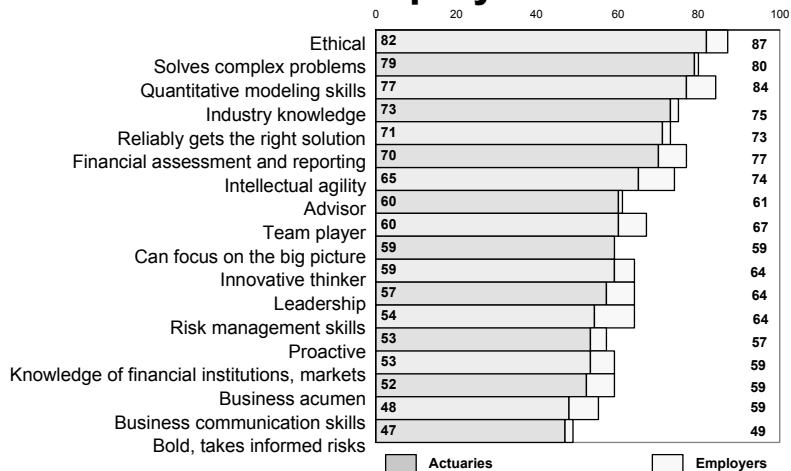 0 20 40 60 80 100
Ethical 82 87
Solves complex problems 79 80
Quantitative modeling skills 77 84
Industry knowledge 73 75
Reliably gets the right solution 71 73
Financial assessment and reporting 70 77
Intellectual agility 65 74
Advisor 60 61
Team player 60 67
Can focus on the big picture 59 59
Innovative thinker 59 64
Leadership 57 64
Risk management skills 54 64
Proactive 53 57
Knowledge of financial institutions, markets 53 59
Business acumen 52 59
Business communication skills 48 59
Bold, takes informed risks 47 49
Actuaries Employers